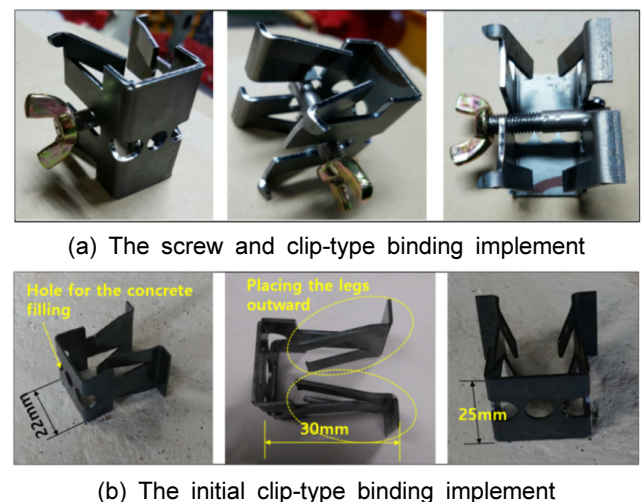 (a) The screw and clip-type binding implement
Hole for the concrete
filling
22mm
Placing the legs
outward
30mm
25mm
(b) The initial clip-type binding implement